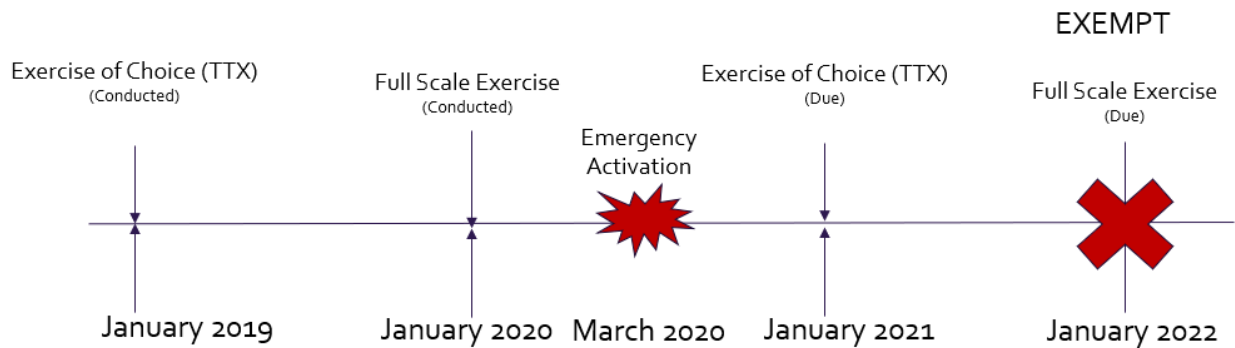 EXEMPT
Exercise of Choice (TTX)
(Conducted)
Full Scale Exercise
(Conducted)
Emergency
Activation
Exercise of Choice (TTX)
(Due)
Full Scale Exercise
(Due)
January 2019
January 2020
March 2020
January 2021
January 2022